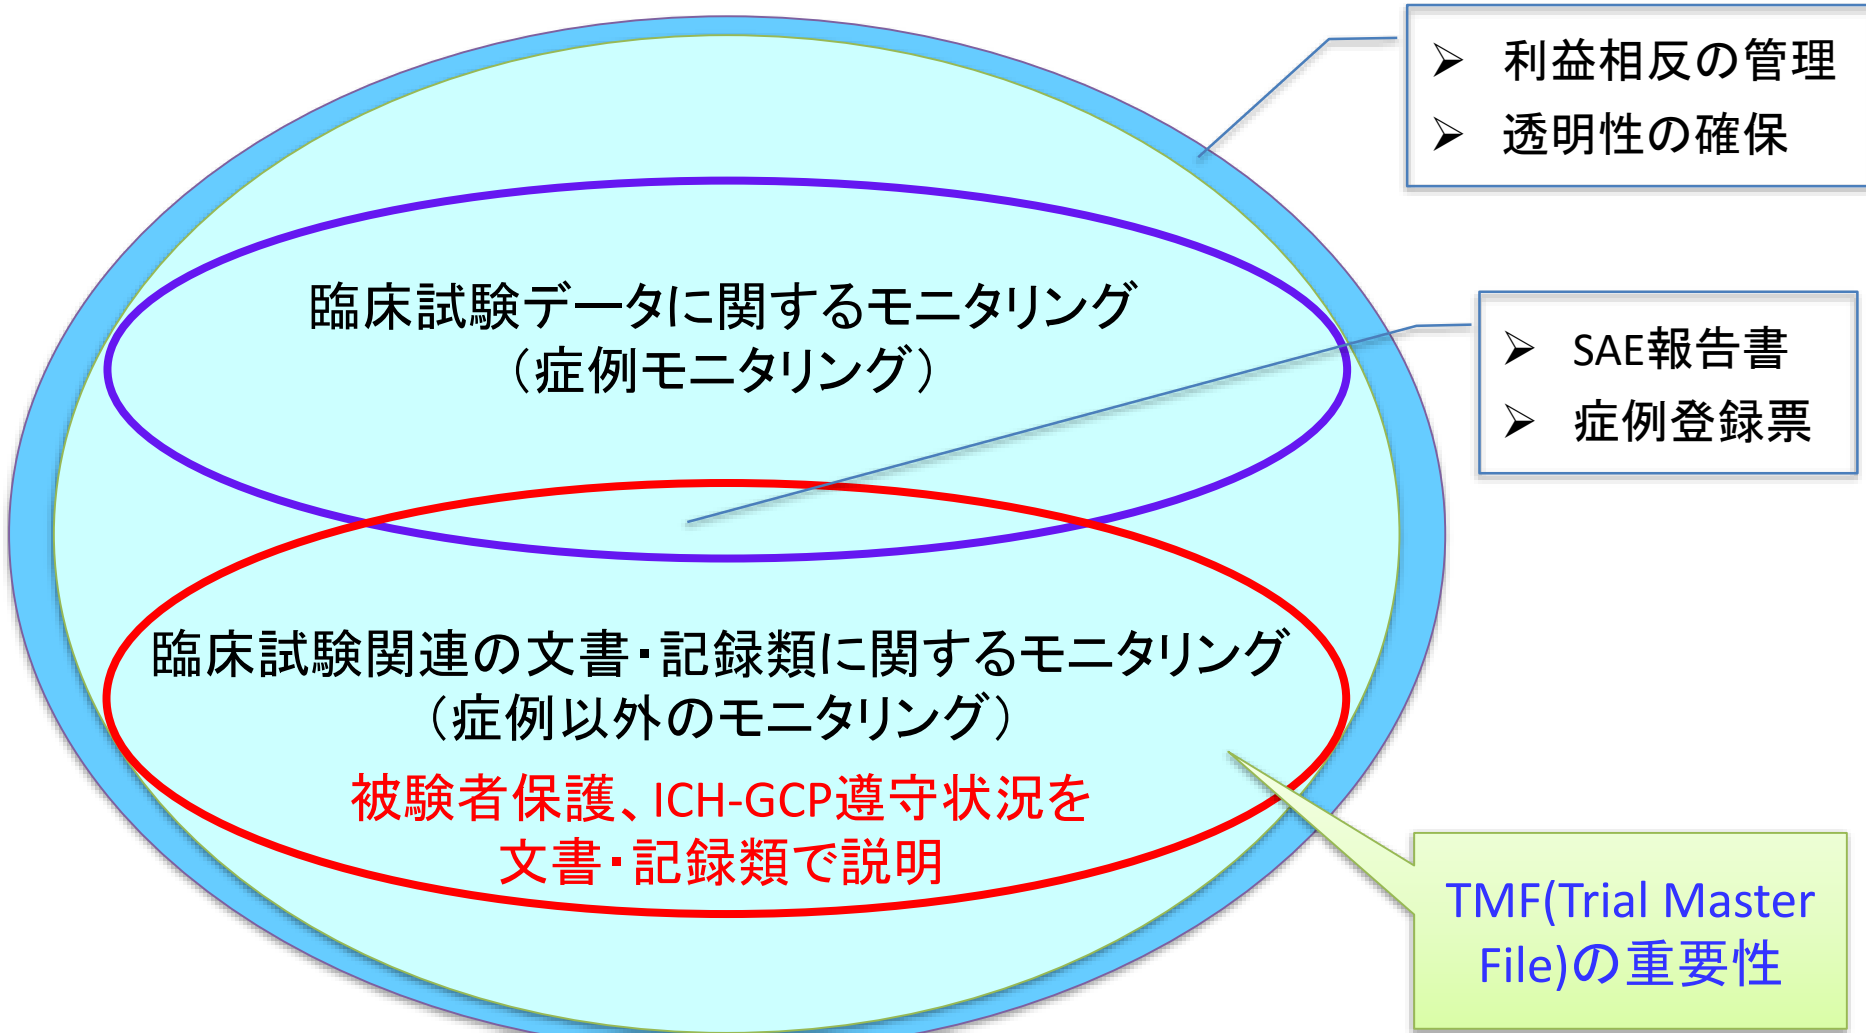 ➢ 利益相反の管理
➢ 透明性の確保
臨床試験データに関するモニタリング
（症例モニタリング）
➢ SAE報告書
➢ 症例登録票
臨床試験関連の文書・記録類に関するモニタリング
（症例以外のモニタリング）
被験者保護、ICH-GCP遵守状況を
文書・記録類で説明
TMF(Trial Master
File)の重要性